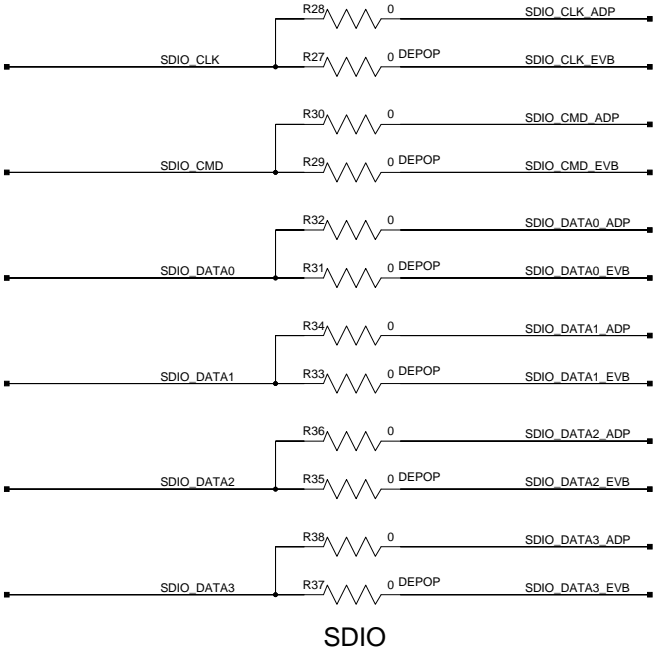 R28 0 SDIO_CLK_ADP
SDIO_CLK R27 0 DEPOP SDIO_CLK_EVB
R30 0 SDIO_CMD_ADP
SDIO_CMD R29 0 DEPOP SDIO_CMD_EVB
R32 0 SDIO_DATA0_ADP
SDIO_DATA0 R31 0 DEPOP SDIO_DATA0_EVB
R34 0 SDIO_DATA1_ADP
SDIO_DATA1 R33 0 DEPOP SDIO_DATA1_EVB
R36 0 SDIO_DATA2_ADP
SDIO_DATA2 R35 0 DEPOP SDIO_DATA2_EVB
R38 0 SDIO_DATA3_ADP
SDIO_DATA3 R37 0 DEPOP SDIO_DATA3_EVB
SDIO